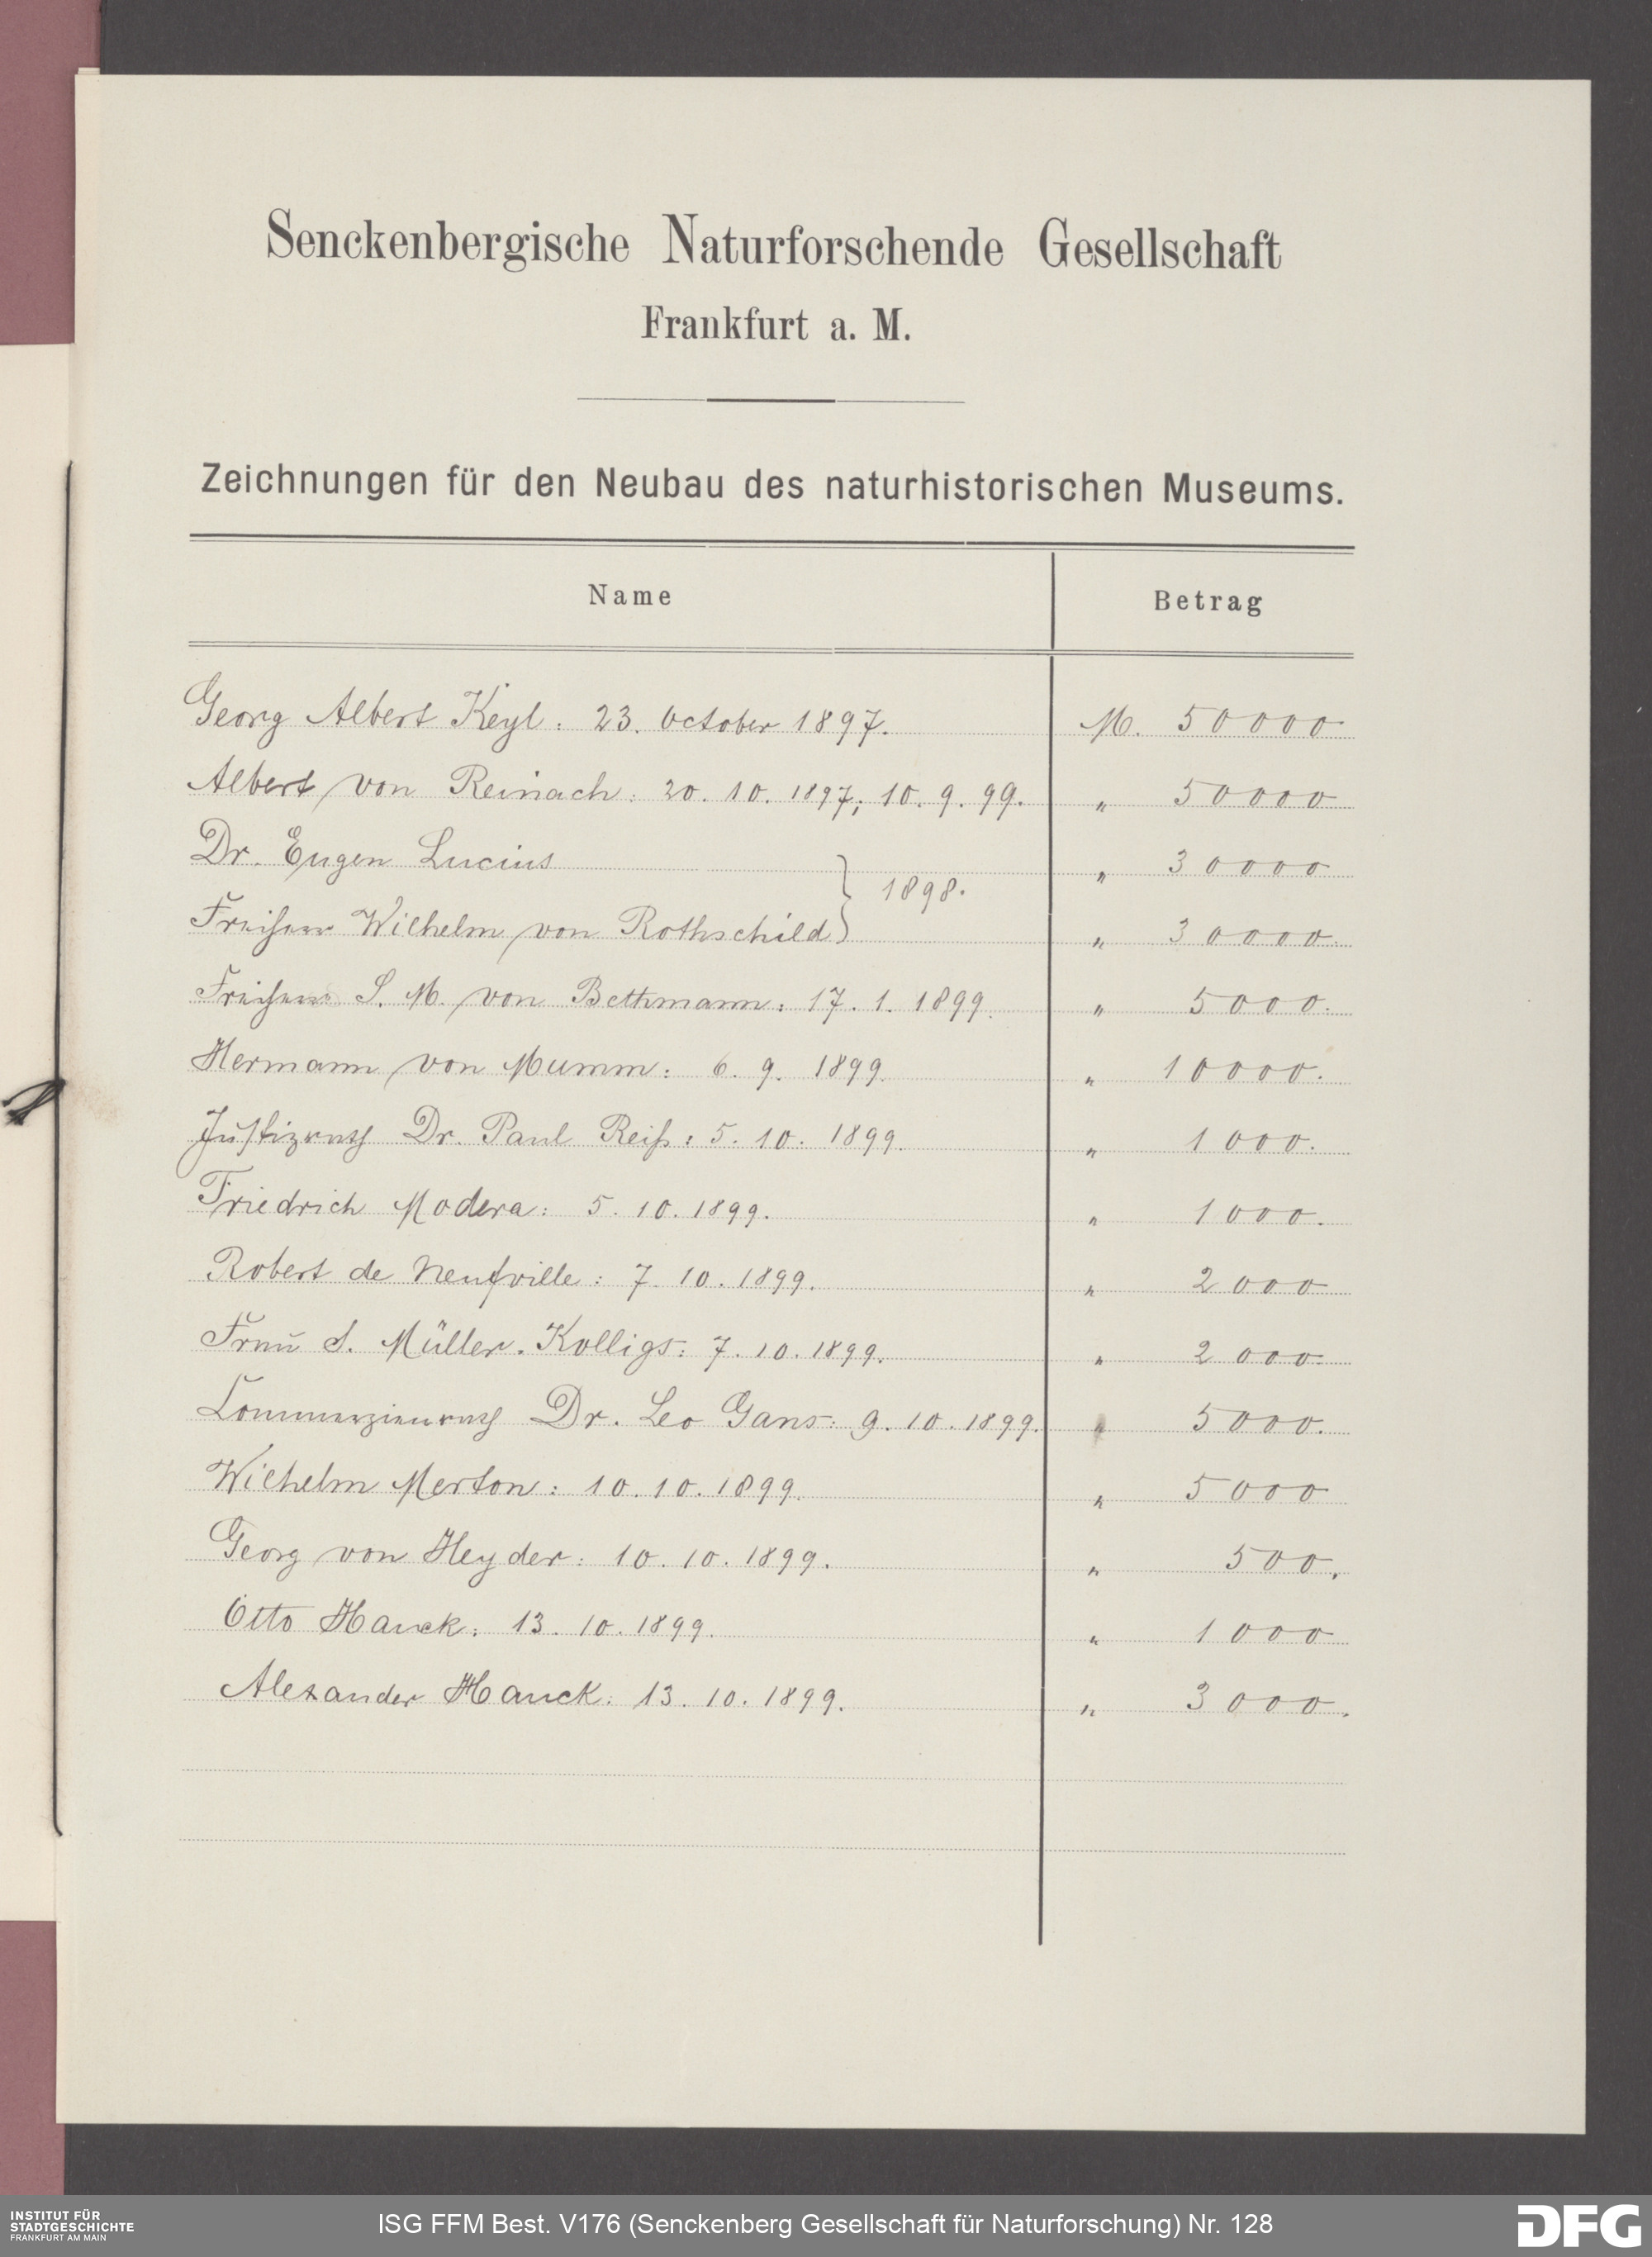 Senckenbergische Naturforschende Gesellschaft
Frankfurt a. M.
Zeichnungen für den Neubau des naturhistorischen Museums.
Name Betrag
Georg Albert Keyl: 23. October 1897. M. 50000
Albert von Reinach: 20. 10. 1897; 10. 9. 99. " 50000
Dr. Eugen Lucius " 30000
} 1898.
Freiherr Wilhelm von Rothschild " 30000.
Freiherr S. M. von Bethmann: 17. 1. 1899. " 5000.
Hermann von Mumm: 6. 9. 1899. " 10000.
Justizrath Dr. Paul Reiß: 5. 10. 1899. " 1000.
Friedrich Modera: 5. 10. 1899. " 1000.
Robert de Neufville: 7. 10. 1899. " 2000
Frau S. Müller-Kolligs: 7. 10. 1899. " 2000
Commerzienrath Dr. Leo Gans: 9. 10. 1899. " 5000.
Wilhelm Merton: 10. 10. 1899. " 5000
Georg von Heyder: 10. 10. 1899. " 500.
Otto Hauck: 13. 10. 1899. " 1000
Alexander Hauck: 13. 10. 1899. " 3000.
INSTITUT FÜR
STADTGESCHICHTE
FRANKFURT AM MAIN
ISG FFM Best. V176 (Senckenberg Gesellschaft für Naturforschung) Nr. 128
DFG